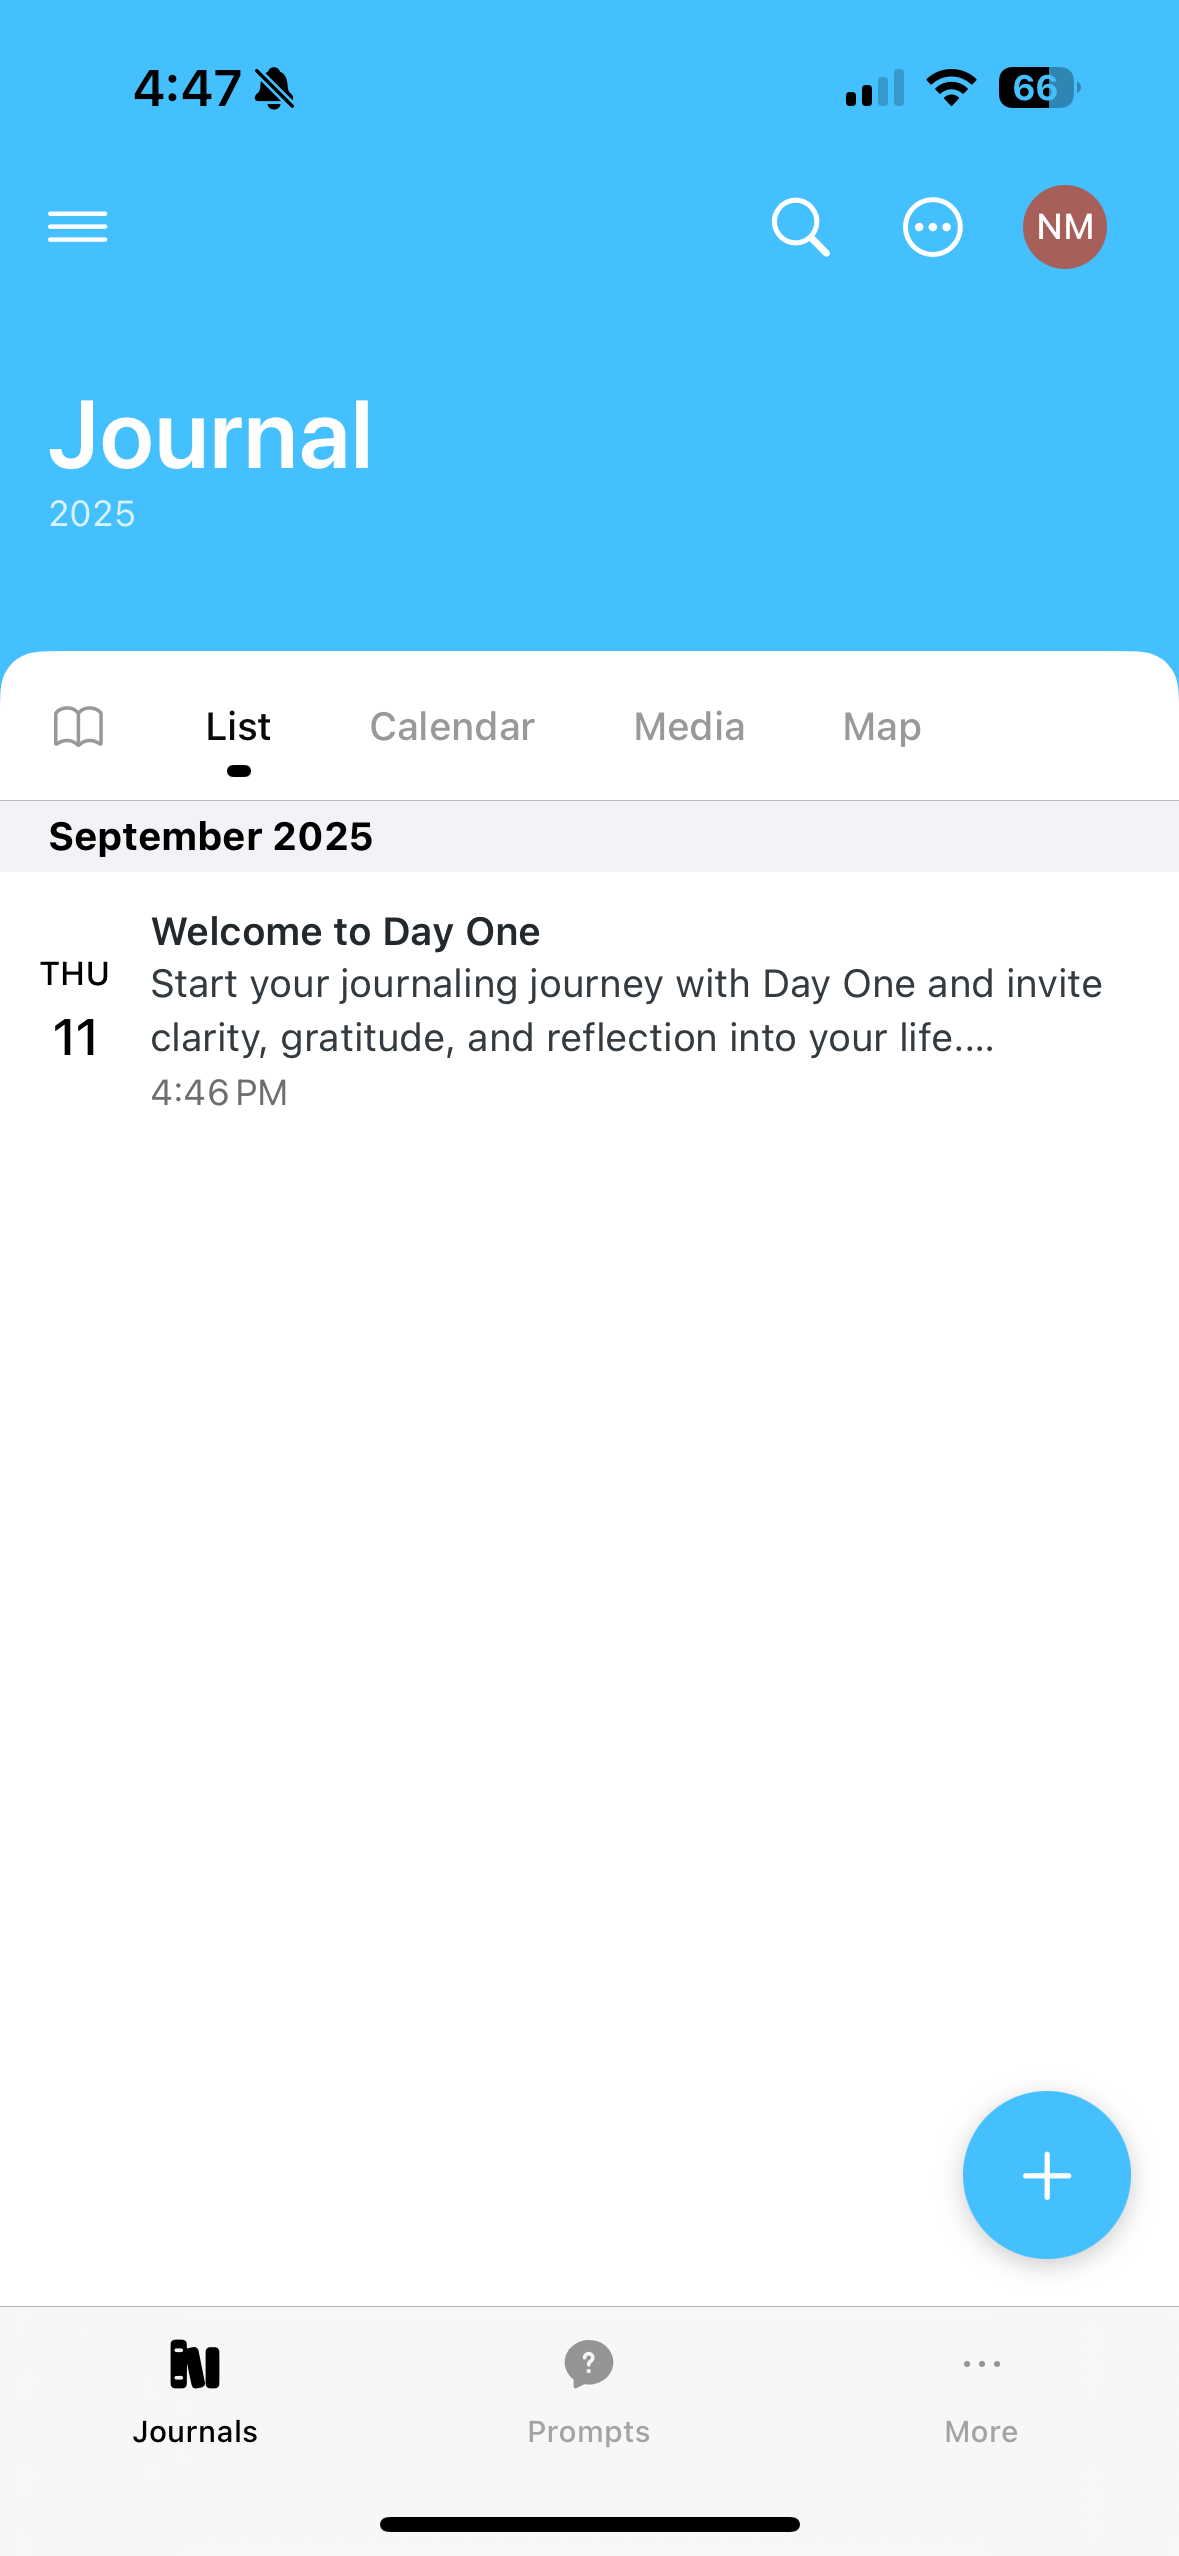 4:47
66
NM
Journal
2025
List Calendar Media Map
September 2025
Welcome to Day One
THU
Start your journaling journey with Day One and invite
11
clarity, gratitude, and reflection into your life....
4:46 PM
Journals Prompts More